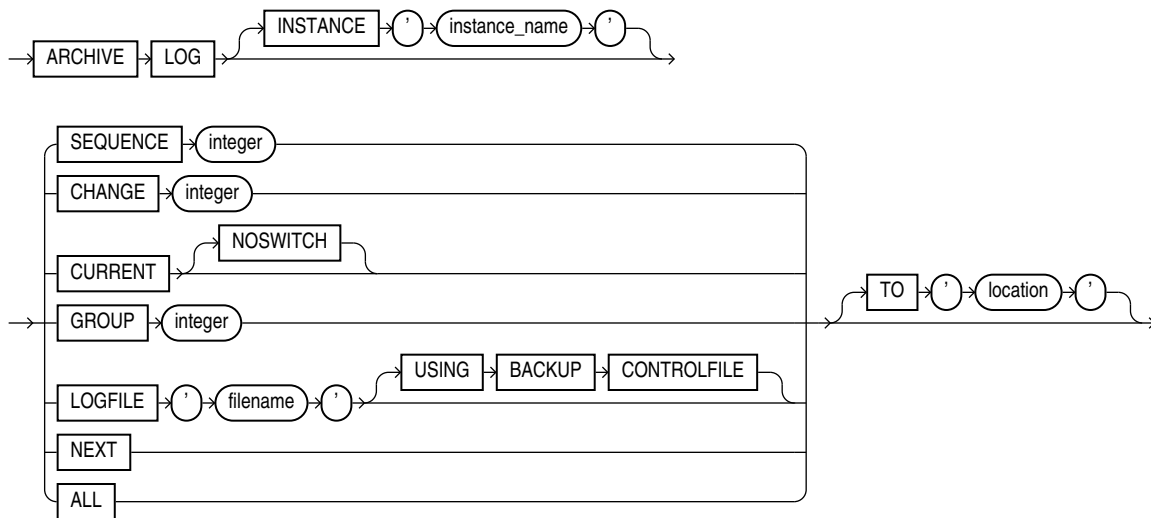 INSTANCE ' instance_name '
ARCHIVE LOG
SEQUENCE integer
CHANGE integer
NOSWITCH
CURRENT
TO ' location '
GROUP integer
USING BACKUP CONTROLFILE
LOGFILE ' filename '
NEXT
ALL